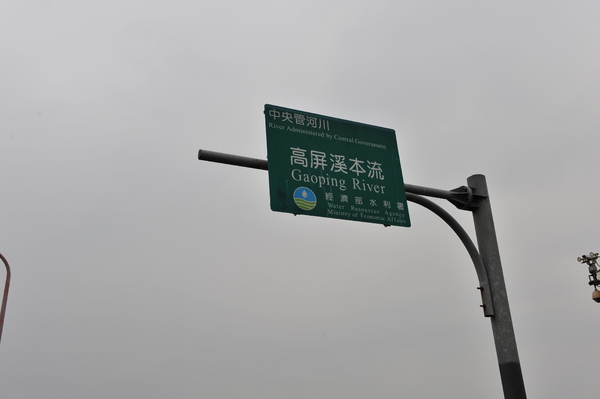 中央管河川
River Administered by Central Government
高屏溪本流
Gaoping River
經濟部水利署
Water Resources Agency
Ministry of Economic Affairs